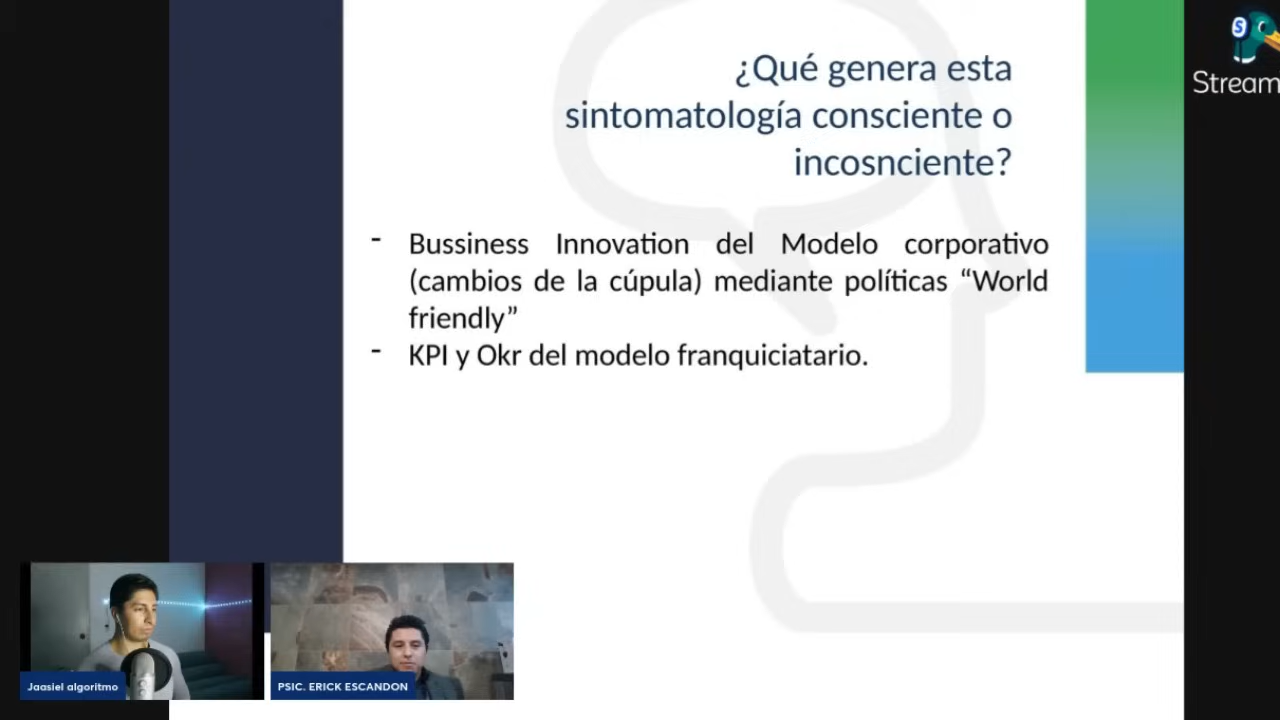 ¿Qué genera esta
sintomatología consciente o
incosnciente?
- Bussiness Innovation del Modelo corporativo
(cambios de la cúpula) mediante políticas “World
friendly”
- KPI y Okr del modelo franquiciatario.
S
Stream
Jaasiel algoritmo
PSIC. ERICK ESCANDON